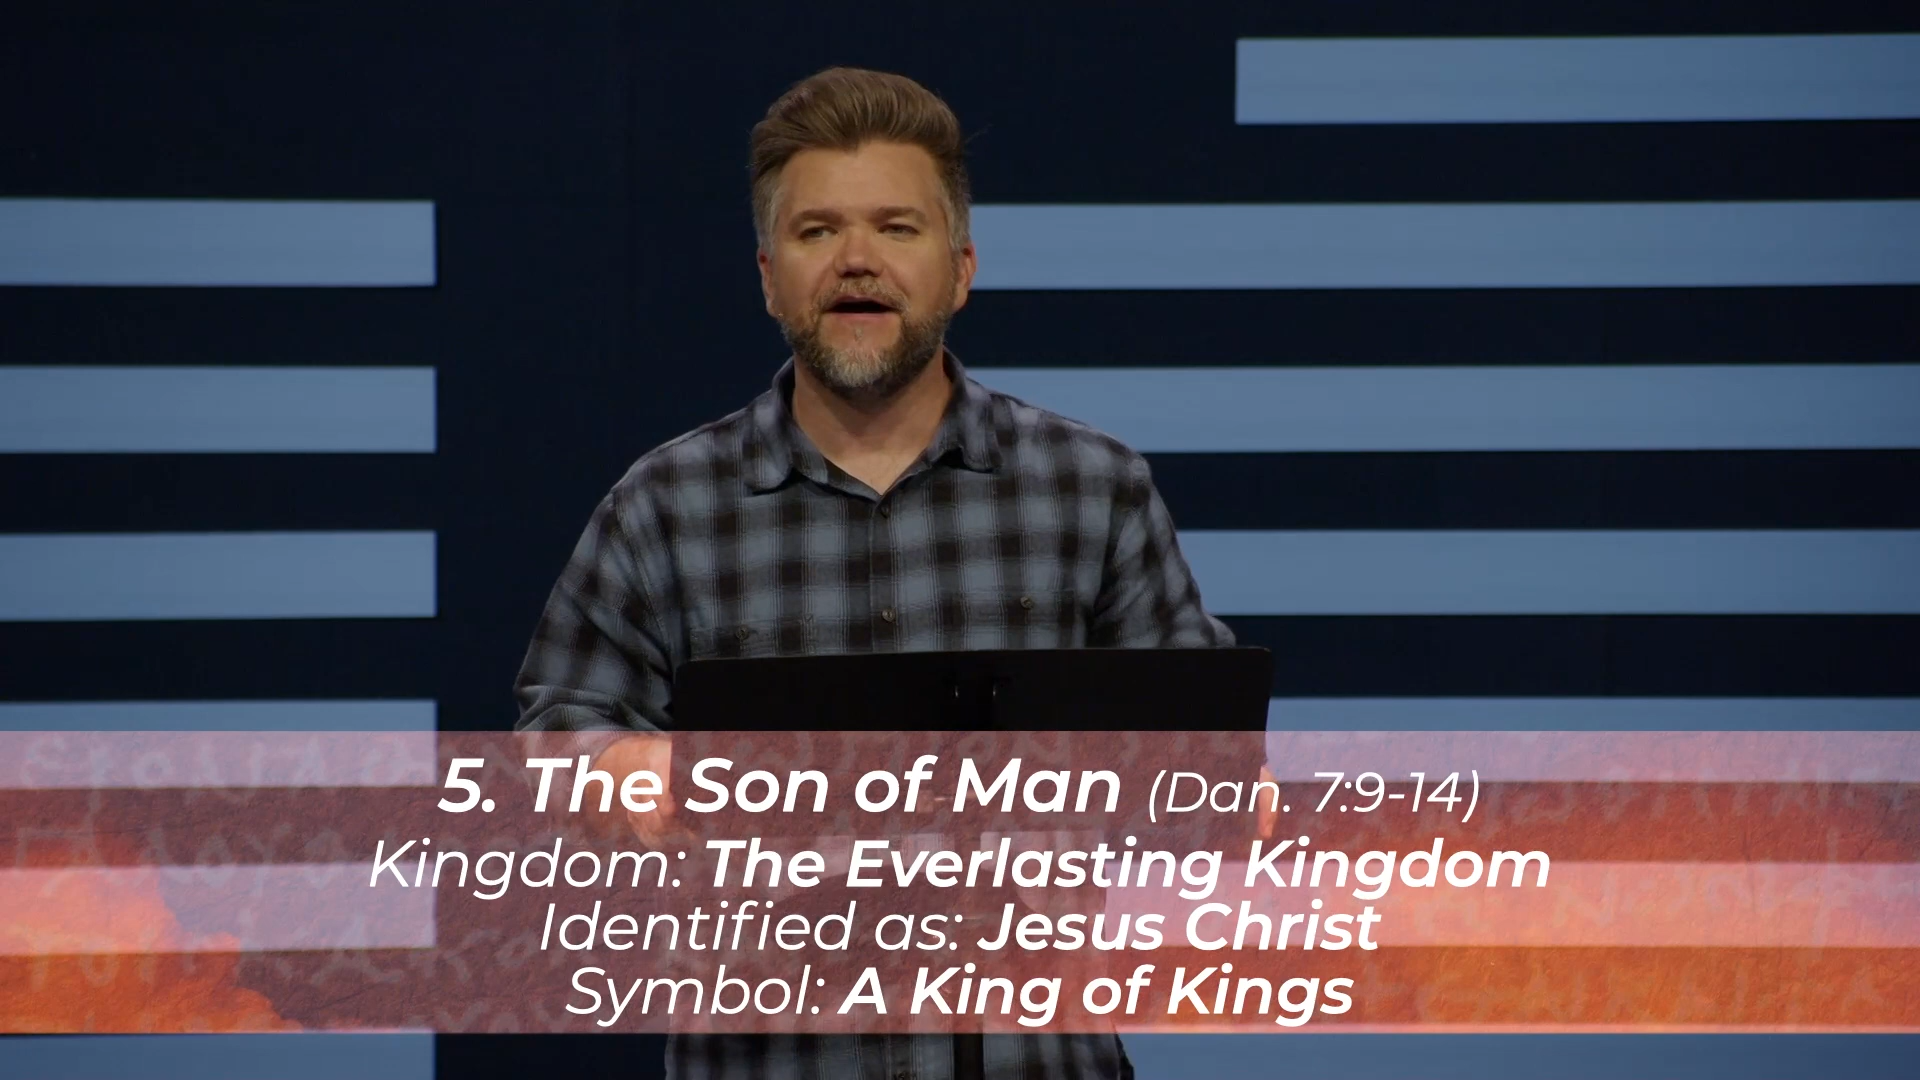 5. The Son of Man (Dan. 7:9-14)
Kingdom: The Everlasting Kingdom
Identified as: Jesus Christ
Symbol: A King of Kings